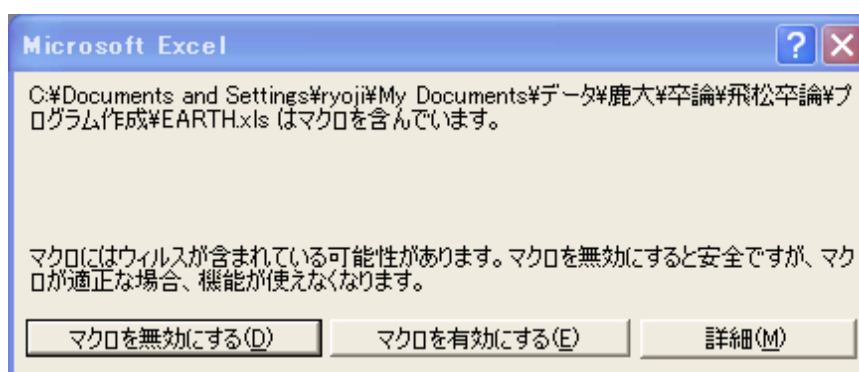 Microsoft Excel
C:¥Documents and Settings¥ryoji¥My Documents¥データ¥鹿大¥卒論¥飛松卒論¥プ
ログラム作成¥EARTH.xls はマクロを含んでいます。
マクロにはウィルスが含まれている可能性があります。マクロを無効にすると安全ですが、マク
ロが適正な場合、機能が使えなくなります。
マクロを無効にする(D) マクロを有効にする(E) 詳細(M)